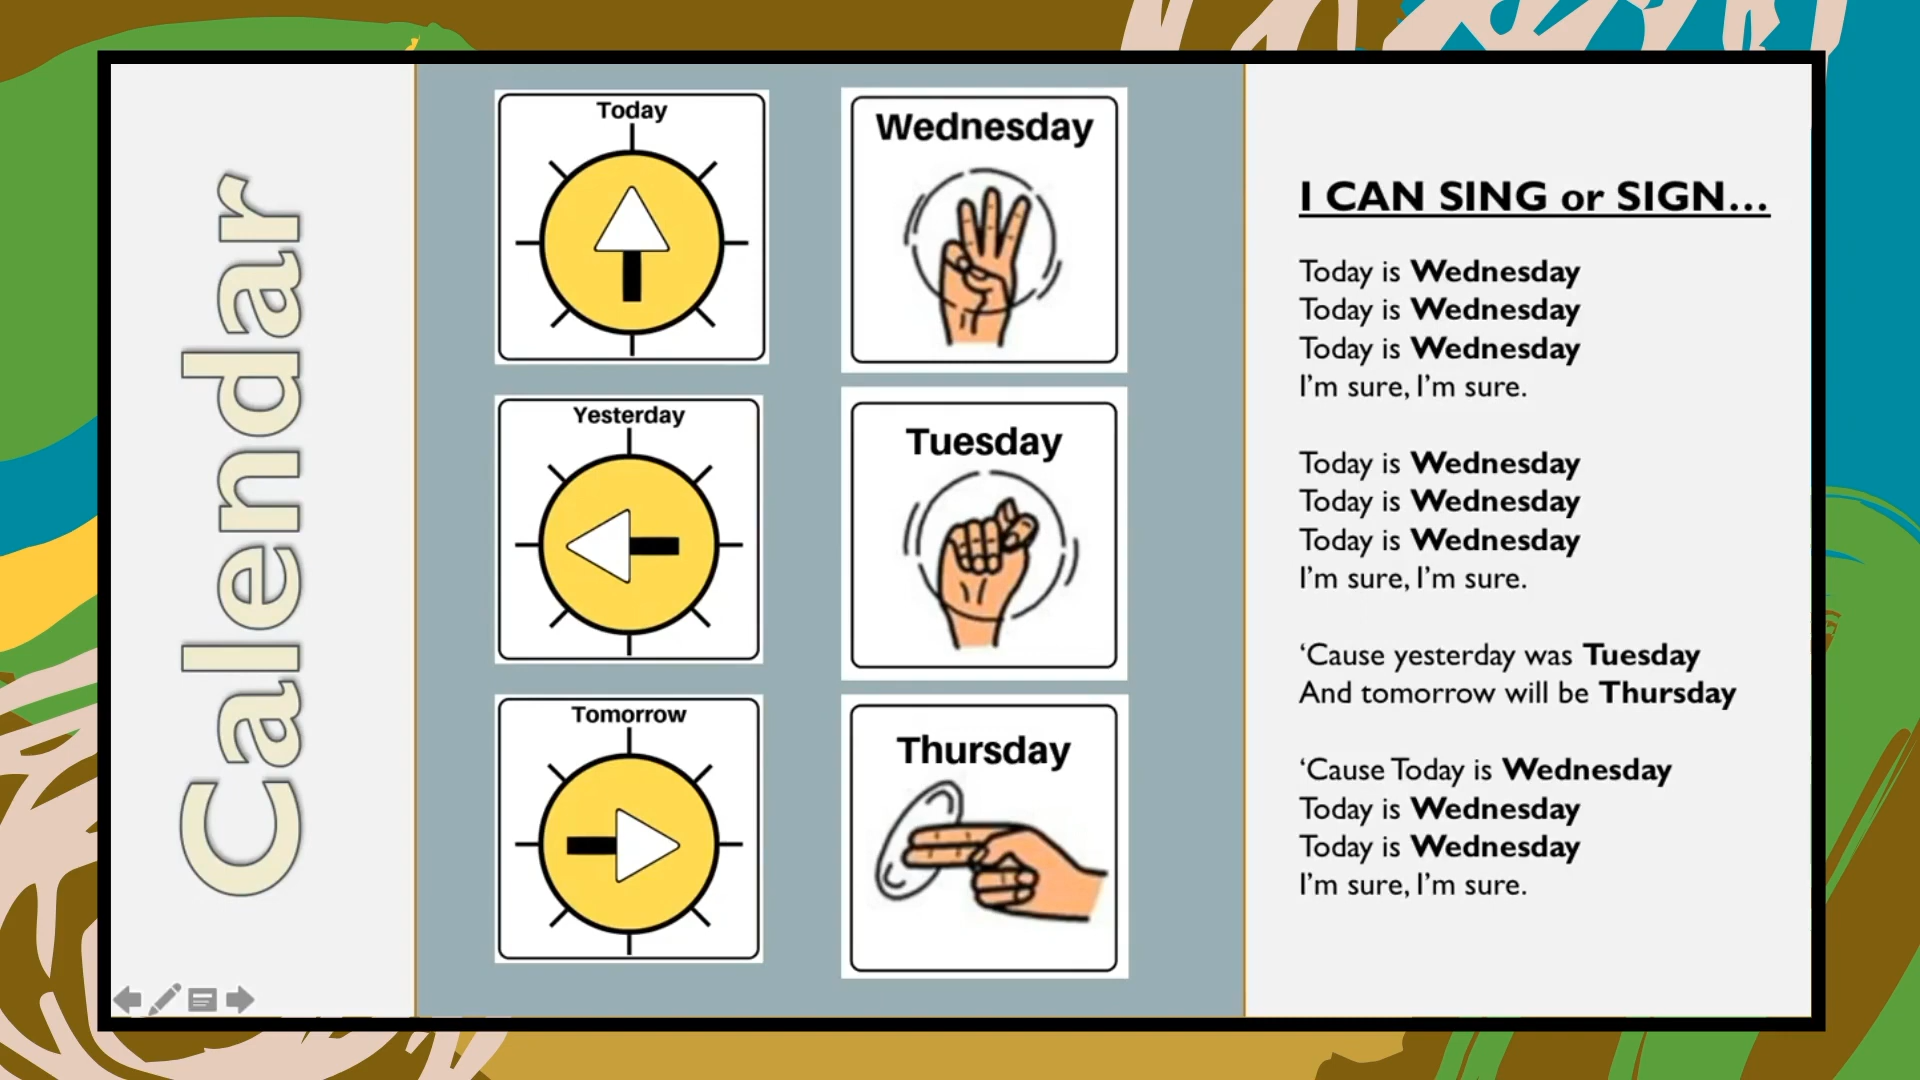 Calendar
Today
Wednesday
Yesterday
Tuesday
Tomorrow
Thursday
I CAN SING or SIGN...
Today is Wednesday
Today is Wednesday
Today is Wednesday
I'm sure, I'm sure.
Today is Wednesday
Today is Wednesday
Today is Wednesday
I'm sure, I'm sure.
‘Cause yesterday was Tuesday
And tomorrow will be Thursday
‘Cause Today is Wednesday
Today is Wednesday
Today is Wednesday
I'm sure, I'm sure.